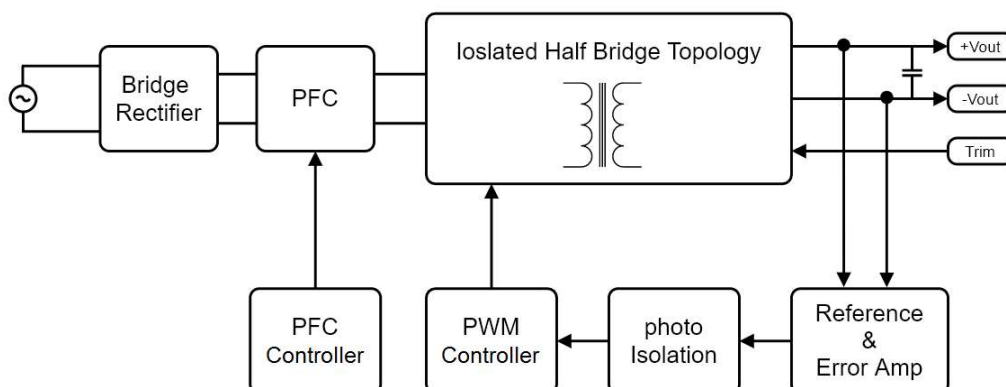 Ioslated Half Bridge Topology
+Vout
Bridge
Rectifier
PFC
-Vout
Trim
PFC
Controller
PWM
Controller
photo
Isolation
Reference
&
Error Amp